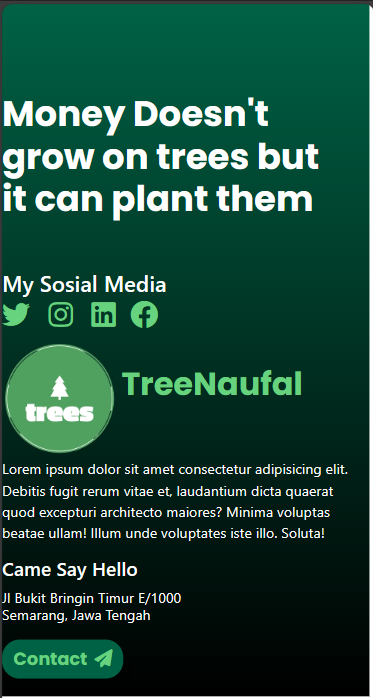 Money Doesn't
grow on trees but
it can plant them
My Sosial Media
trees
TreeNaufal
Lorem ipsum dolor sit amet consectetur adipisicing elit.
Debitis fugit rerum vitae et, laudantium dicta quaerat
quod excepturi architecto maiores? Minima voluptas
beatae ullam! Illum unde voluptates iste illo. Soluta!
Came Say Hello
Jl Bukit Bringin Timur E/1000
Semarang, Jawa Tengah
Contact